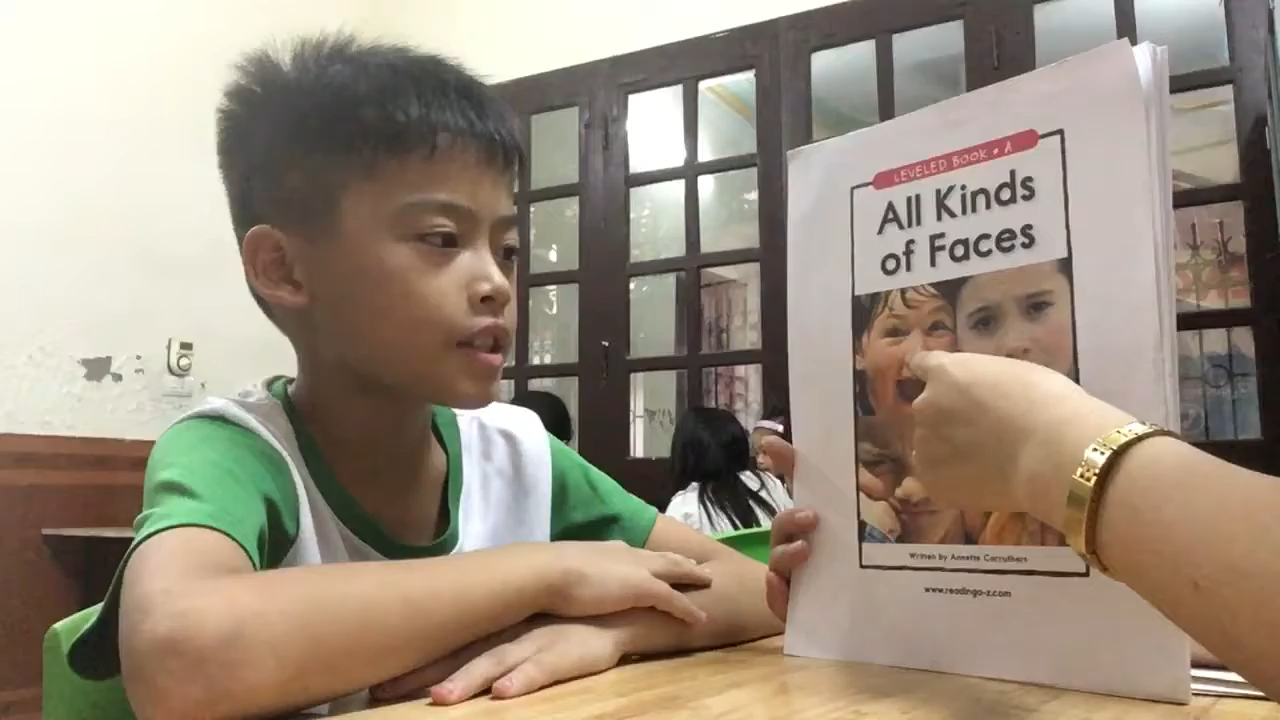 LEVELED BOOK • A
All Kinds
of Faces
Written by Annette Carruthers
www.readinga-z.com